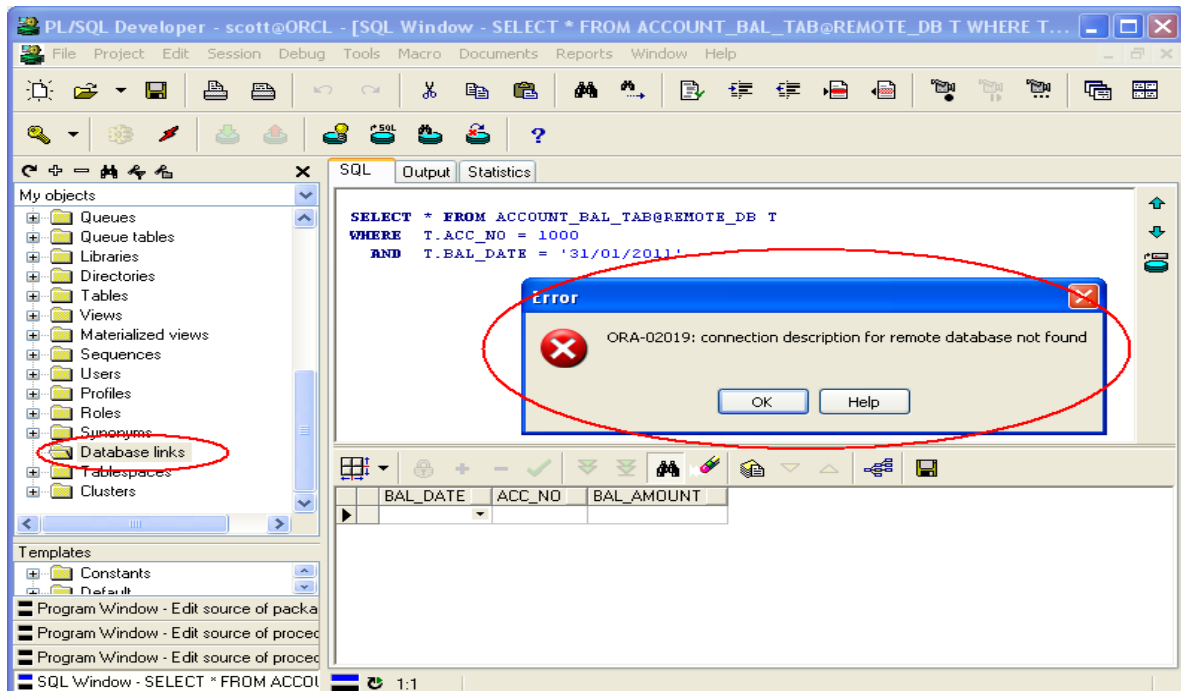 PL/SQL Developer - scott@ORCL - [SQL Window - SELECT * FROM ACCOUNT_BAL_TAB@REMOTE_DB T WHERE T...
File Project Edit Session Debug Tools Macro Documents Reports Window Help
My objects
Queues
Queue tables
Libraries
Directories
Tables
Views
Materialized views
Sequences
Users
Profiles
Roles
Synonyms
Database links
Tablespaces
Clusters
Templates
Constants
Default
Program Window - Edit source of packa
Program Window - Edit source of proced
Program Window - Edit source of proced
SQL Window - SELECT * FROM ACCOU
SQL Output Statistics
SELECT * FROM ACCOUNT_BAL_TAB@REMOTE_DB T
WHERE T.ACC_NO = 1000
AND T.BAL_DATE = '31/01/2011'
Error
ORA-02019: connection description for remote database not found
OK Help
BAL_DATE ACC_NO BAL_AMOUNT
1:1